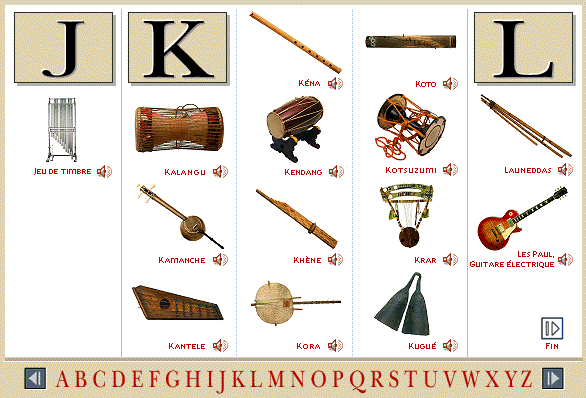 J K L
Kéna
Koto
Jeu de timbre
Kalangu
Kendang
Kotsuzumi
Launeddas
Kamanche
Khène
Krar
Les Paul,
Guitare électrique
Kantele
Kora
Kugué
Fin
A B C D E F G H I J K L M N O P Q R S T U V W X Y Z